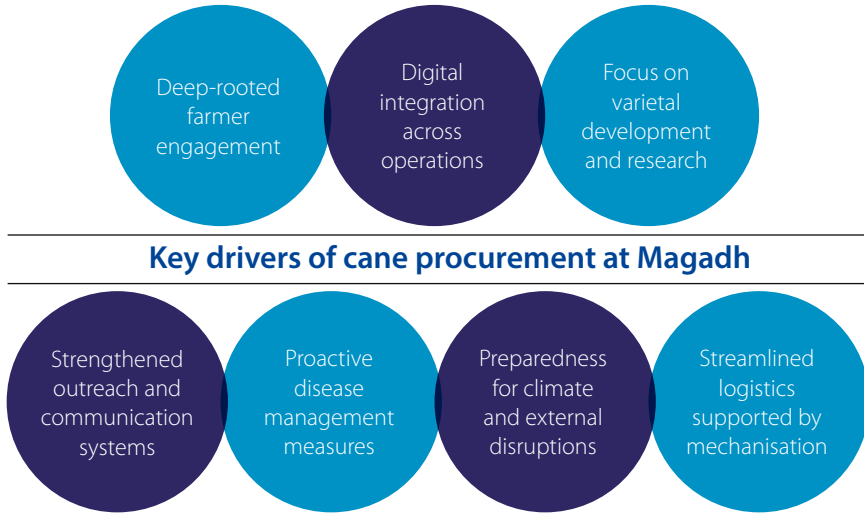 Deep-rooted
farmer
engagement
Digital
integration
across
operations
Focus on
varietal
development
and research
Key drivers of cane procurement at Magadh
Strengthened
outreach and
communication
systems
Proactive
disease
management
measures
Preparedness
for climate
and external
disruptions
Streamlined
logistics
supported by
mechanisation